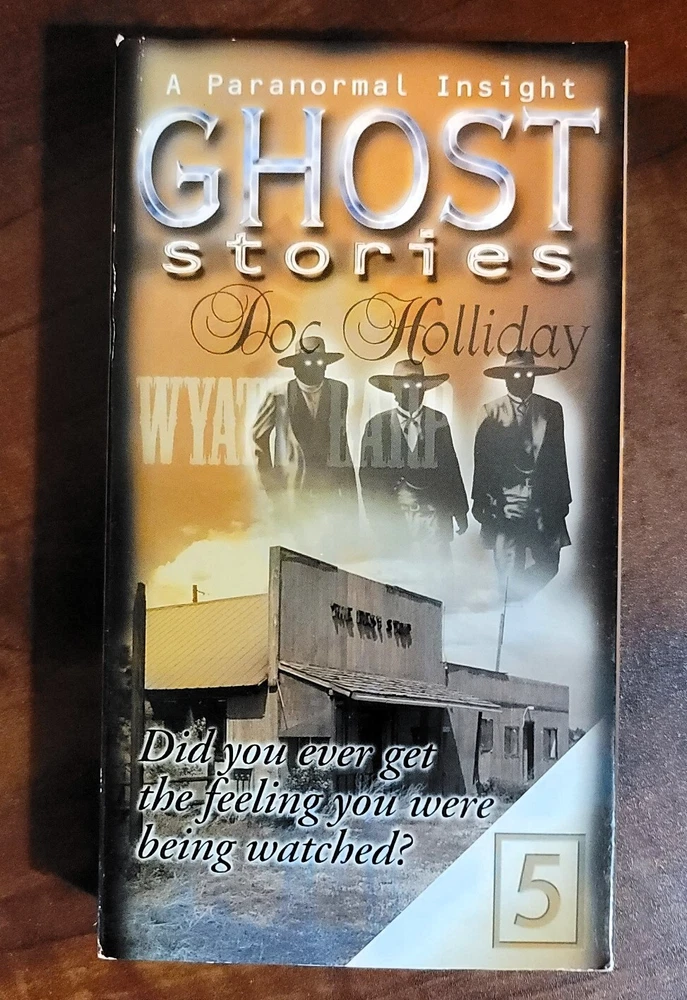 A Paranormal Insight
GHOST
stories
Doc Holliday
WYATT EARP
Did you ever get
the feeling you were
being watched?
5